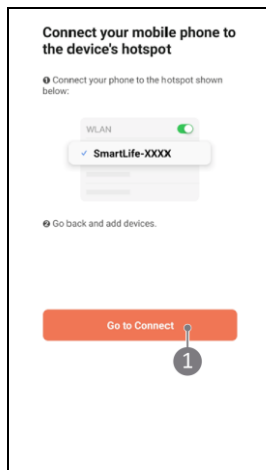 Connect your mobile phone to
the device's hotspot
❶ Connect your phone to the hotspot shown
below:
WLAN
✓ SmartLife-XXXX
❷ Go back and add devices.
Go to Connect
1